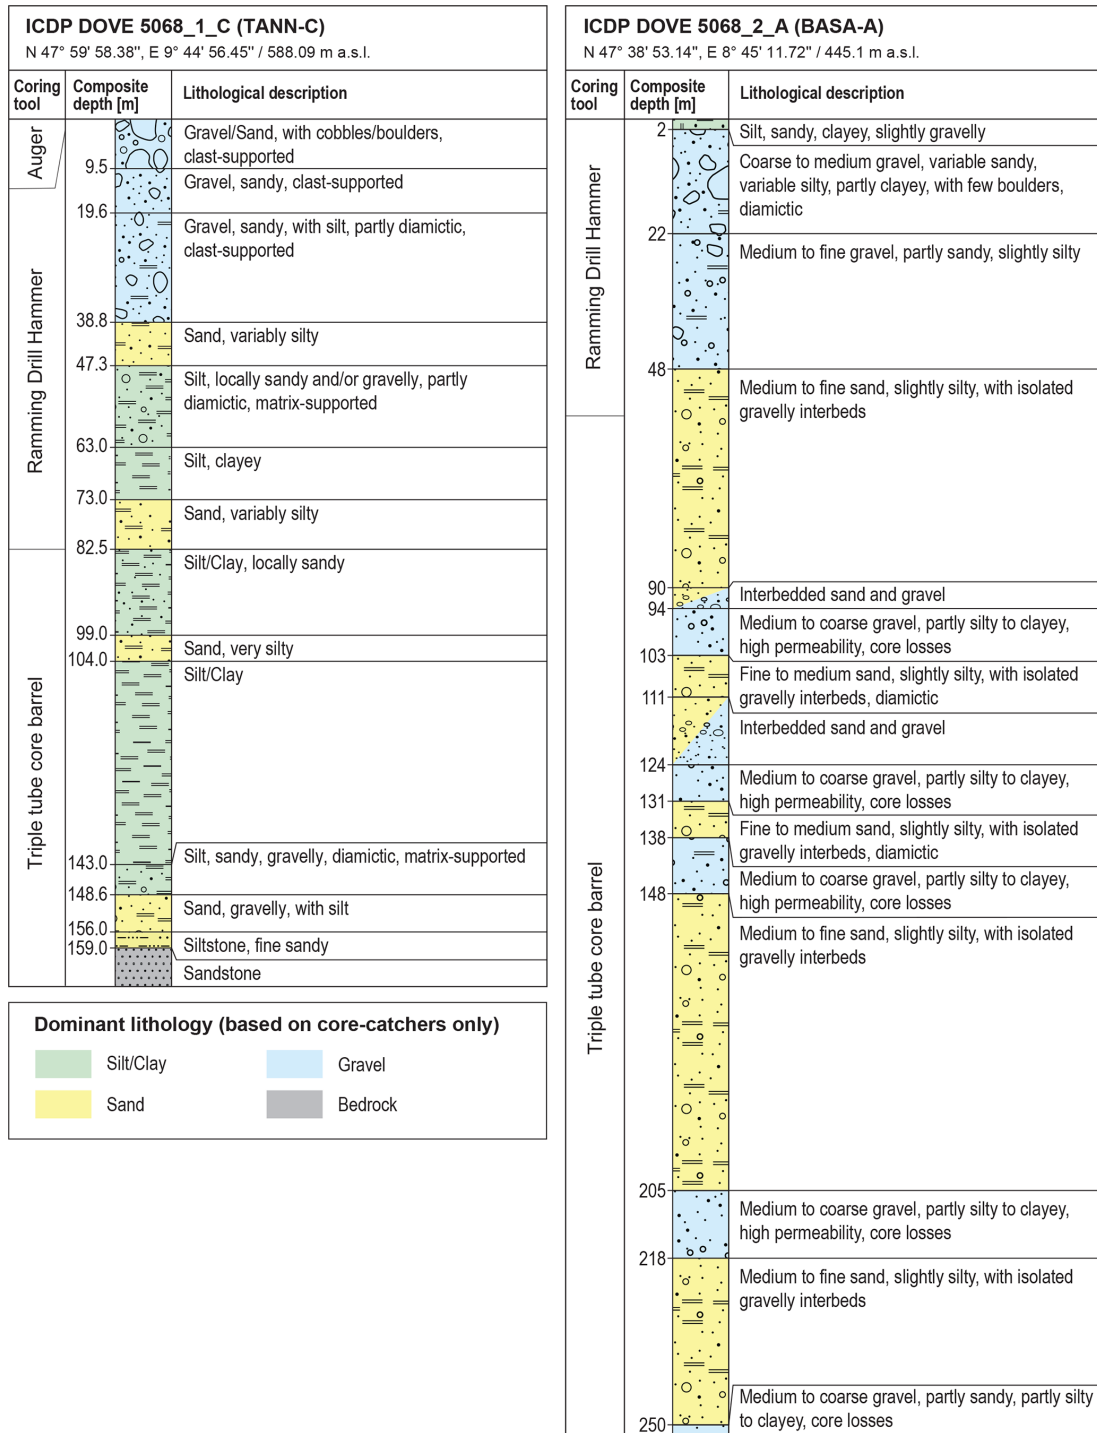 ICDP DOVE 5068_1_C (TANN-C)
N 47° 59' 58.38'', E 9° 44' 56.45'' / 588.09 m a.s.l.
Coring tool
Composite depth [m]
Lithological description
Auger
Ramming Drill Hammer
Triple tube core barrel
Gravel/Sand, with cobbles/boulders,
clast-supported
9.5
Gravel, sandy, clast-supported
19.6
Gravel, sandy, with silt, partly diamictic,
clast-supported
38.8
Sand, variably silty
47.3
Silt, locally sandy and/or gravelly, partly
diamictic, matrix-supported
63.0
Silt, clayey
73.0
Sand, variably silty
82.5
Silt/Clay, locally sandy
99.0
Sand, very silty
104.0
Silt/Clay
143.0
Silt, sandy, gravelly, diamictic, matrix-supported
148.6
Sand, gravelly, with silt
156.0
Siltstone, fine sandy
159.0
Sandstone
Dominant lithology (based on core-catchers only)
Silt/Clay
Gravel
Sand
Bedrock
ICDP DOVE 5068_2_A (BASA-A)
N 47° 38' 53.14'', E 8° 45' 11.72'' / 445.1 m a.s.l.
Coring tool
Composite depth [m]
Lithological description
Ramming Drill Hammer
Triple tube core barrel
2
Silt, sandy, clayey, slightly gravelly
Coarse to medium gravel, variable sandy,
variable silty, partly clayey, with few boulders,
diamictic
22
Medium to fine gravel, partly sandy, slightly silty
48
Medium to fine sand, slightly silty, with isolated
gravelly interbeds
90
Interbedded sand and gravel
94
Medium to coarse gravel, partly silty to clayey,
high permeability, core losses
103
Fine to medium sand, slightly silty, with isolated
gravelly interbeds, diamictic
111
Interbedded sand and gravel
124
Medium to coarse gravel, partly silty to clayey,
high permeability, core losses
131
Fine to medium sand, slightly silty, with isolated
gravelly interbeds, diamictic
138
Medium to coarse gravel, partly silty to clayey,
high permeability, core losses
148
Medium to fine sand, slightly silty, with isolated
gravelly interbeds
205
Medium to coarse gravel, partly silty to clayey,
high permeability, core losses
218
Medium to fine sand, slightly silty, with isolated
gravelly interbeds
250
Medium to coarse gravel, partly sandy, partly silty
to clayey, core losses